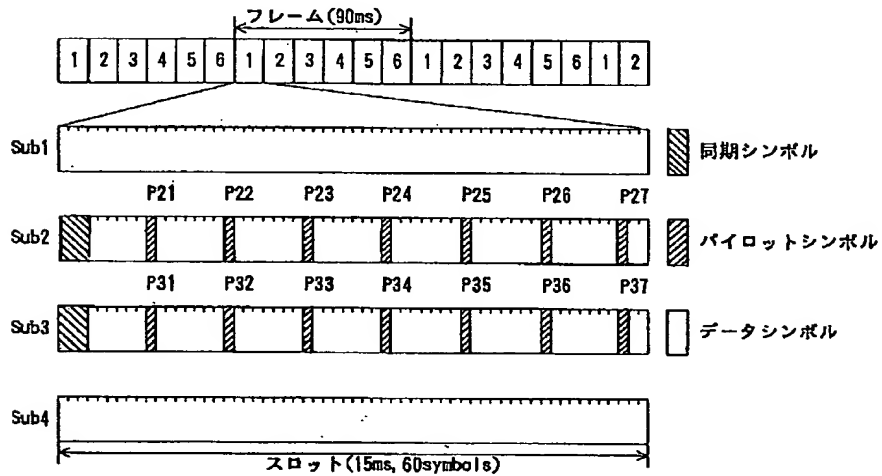 フレーム(90ms)
1 2 3 4 5 6 1 2 3 4 5 6 1 2 3 4 5 6 1 2
Sub1
同期シンボル
P21 P22 P23 P24 P25 P26 P27
Sub2
パイロットシンボル
P31 P32 P33 P34 P35 P36 P37
Sub3
データシンボル
Sub4
スロット(15ms, 60symbols)